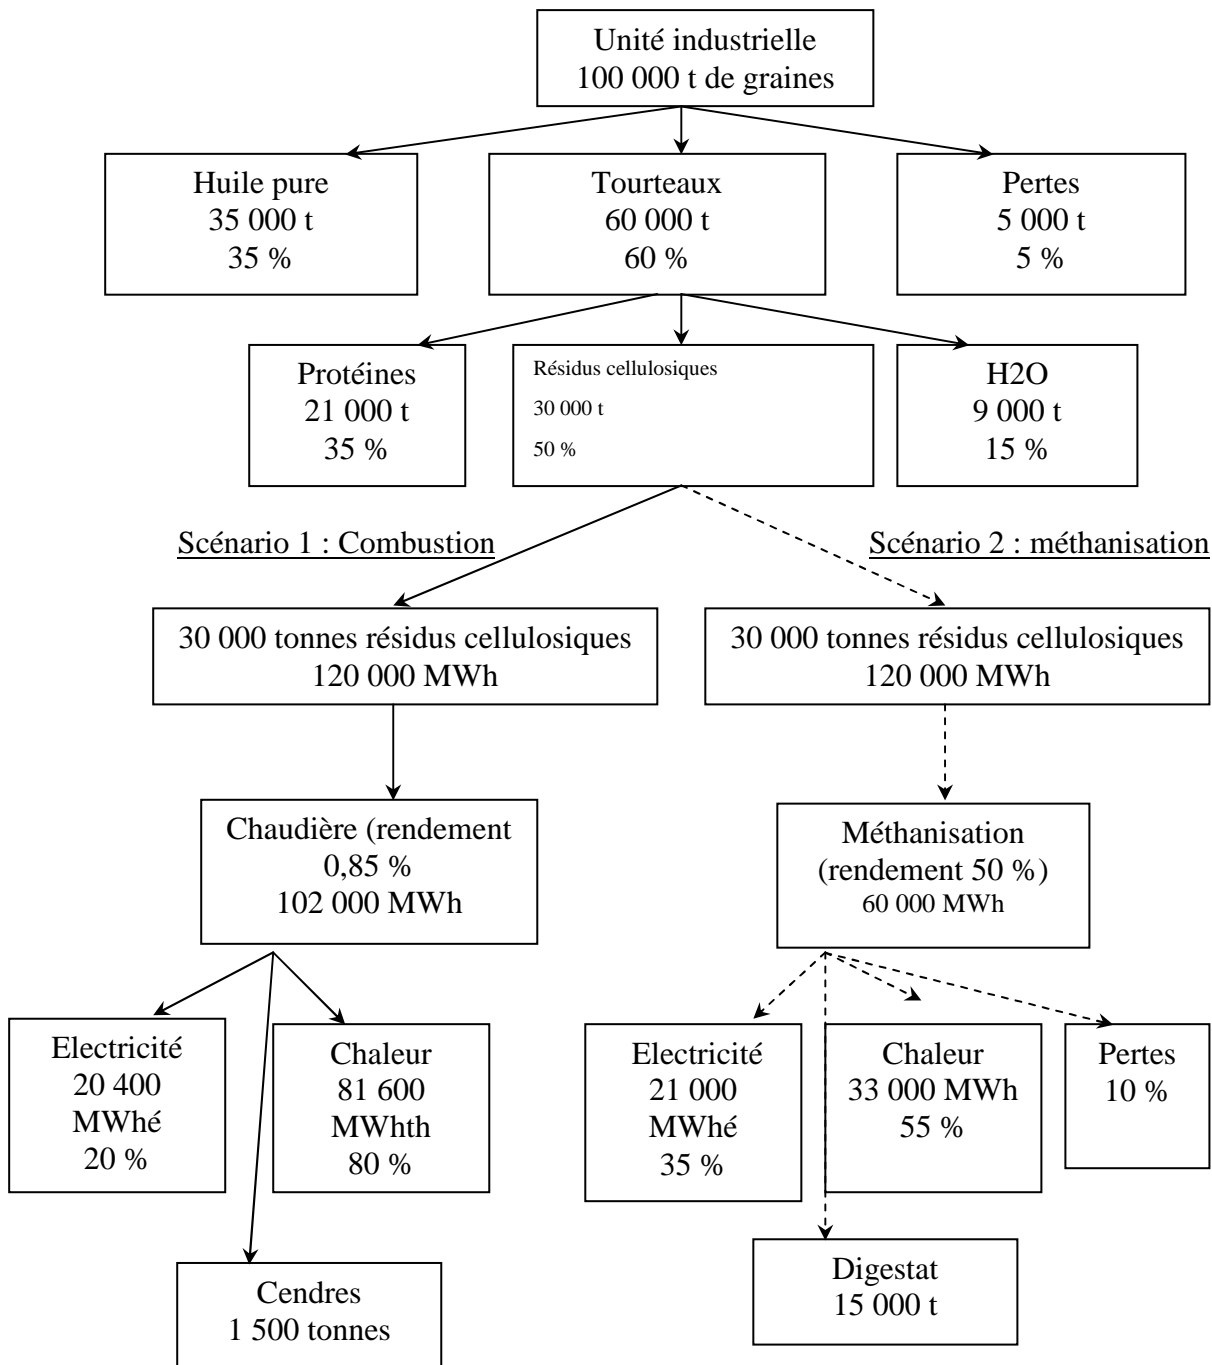 Unité industrielle
100 000 t de graines
Huile pure
35 000 t
35 %
Tourteaux
60 000 t
60 %
Pertes
5 000 t
5 %
Protéines
21 000 t
35 %
Résidus cellulosiques
30 000 t
50 %
H2O
9 000 t
15 %
Scénario 1 : Combustion
Scénario 2 : méthanisation
30 000 tonnes résidus cellulosiques
120 000 MWh
30 000 tonnes résidus cellulosiques
120 000 MWh
Chaudière (rendement
0,85 %
102 000 MWh
Méthanisation
(rendement 50 %)
60 000 MWh
Electricité
20 400
MWhé
20 %
Chaleur
81 600
MWhth
80 %
Electricité
21 000
MWhé
35 %
Chaleur
33 000 MWh
55 %
Pertes
10 %
Cendres
1 500 tonnes
Digestat
15 000 t